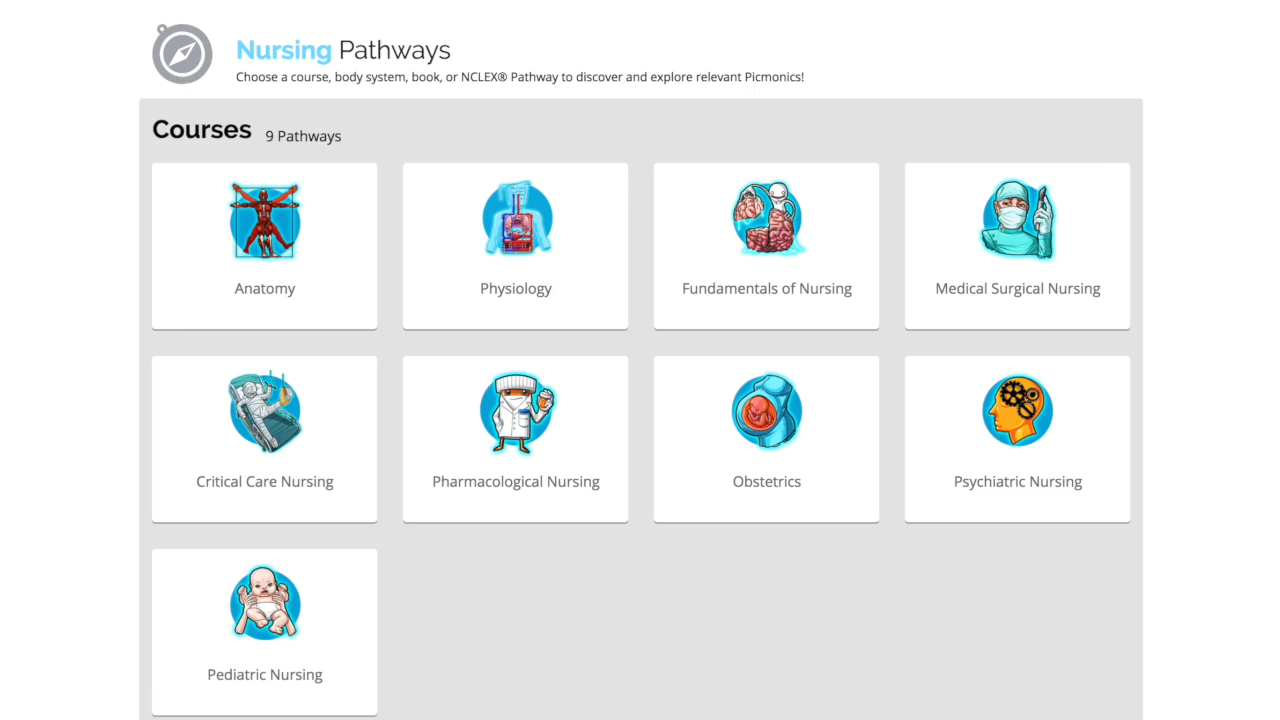 Nursing Pathways
Choose a course, body system, book, or NCLEX® Pathway to discover and explore relevant Picmonics!
Courses 9 Pathways
Anatomy
Physiology
Fundamentals of Nursing
Medical Surgical Nursing
Critical Care Nursing
Pharmacological Nursing
Obstetrics
Psychiatric Nursing
Pediatric Nursing